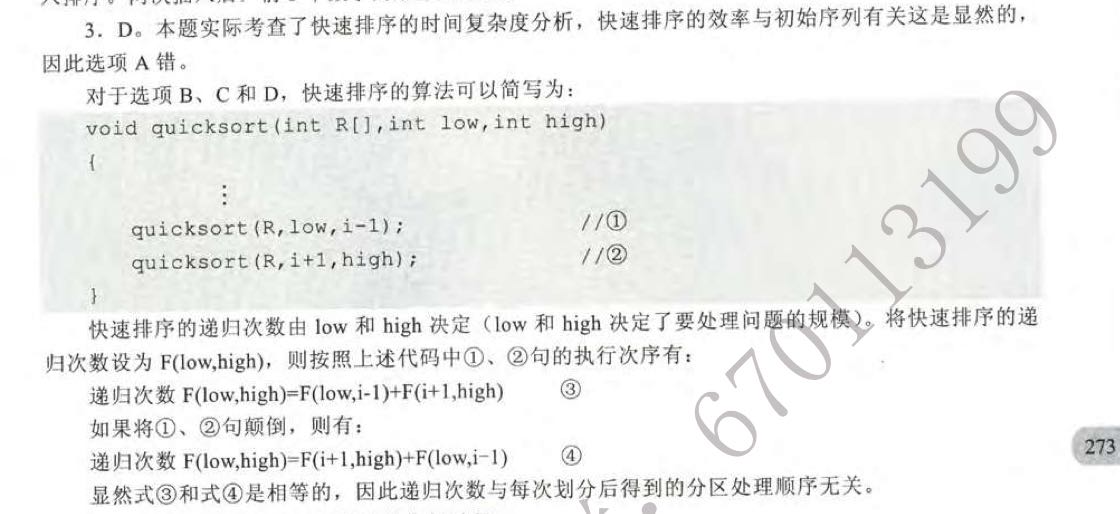 3．D。本题实际考查了快速排序的时间复杂度分析，快速排序的效率与初始序列有关这是显然的，
因此选项 A 错。
对于选项 B、C 和 D，快速排序的算法可以简写为：
void quicksort(int R[],int low,int high)
{
⋮
quicksort(R,low,i-1); //①
quicksort(R,i+1,high); //②
}
快速排序的递归次数由 low 和 high 决定（low 和 high 决定了要处理问题的规模）。将快速排序的递
归次数设为 F(low,high)，则按照上述代码中①、②句的执行次序有：
递归次数 F(low,high)=F(low,i-1)+F(i+1,high) ③
如果将①、②句颠倒，则有：
递归次数 F(low,high)=F(i+1,high)+F(low,i-1) ④
显然式③和式④是相等的，因此递归次数与每次划分后得到的分区处理顺序无关。
273
670113199